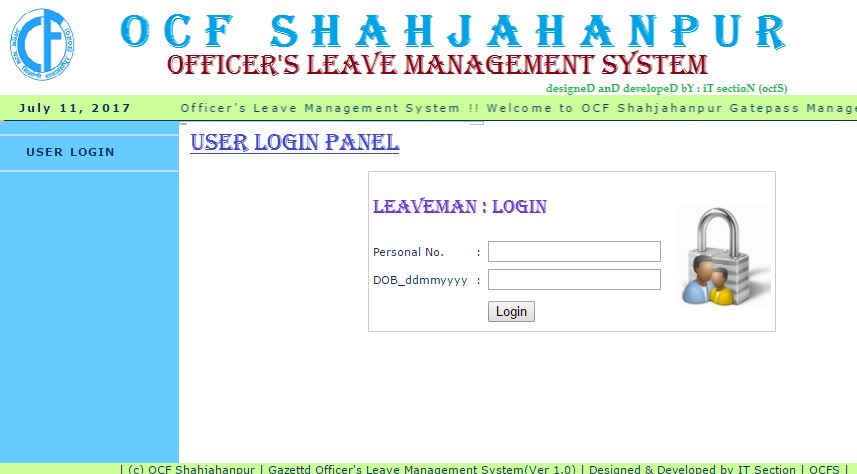 OCF SHAHJAHANPUR
OFFICER'S LEAVE MANAGEMENT SYSTEM
designeD anD developeD bY : iT sectioN (ocfS)
July 11, 2017 Officer's Leave Management System !! Welcome to OCF Shahjahanpur Gatepass Manage
USER LOGIN
USER LOGIN PANEL
LEAVEMAN : LOGIN
Personal No. :
DOB_ddmmyyyy :
Login
| (c) OCF Shahjahanpur | Gazettd Officer's Leave Management System(Ver 1.0) | Designed & Developed by IT Section | OCFS |